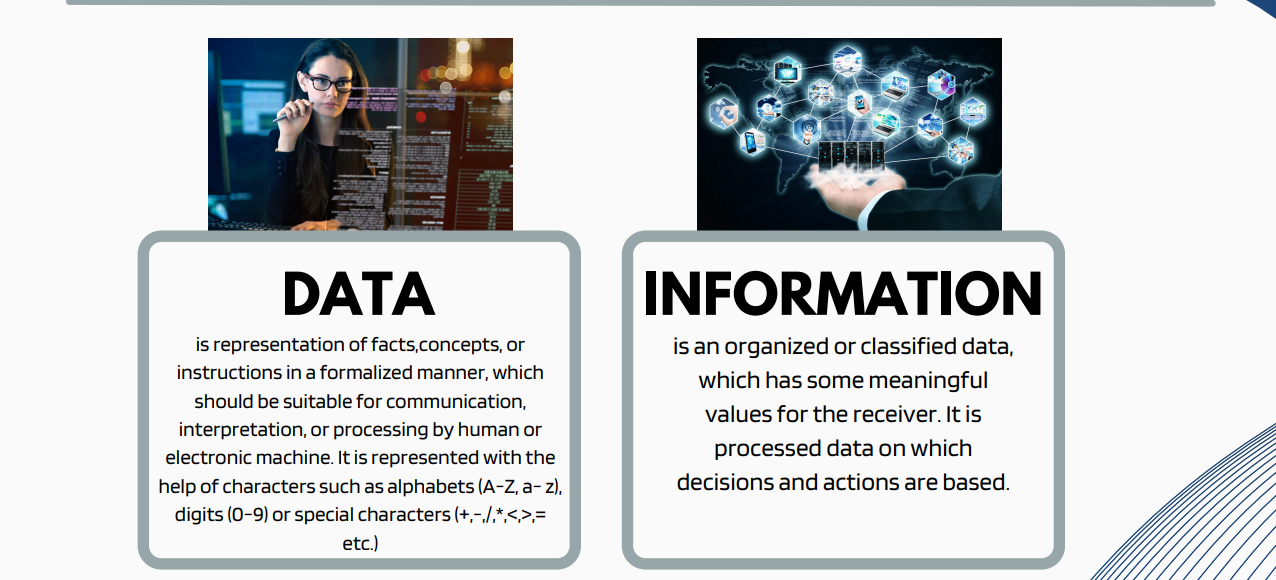 DATA
is representation of facts,concepts, or
instructions in a formalized manner, which
should be suitable for communication,
interpretation, or processing by human or
electronic machine. It is represented with the
help of characters such as alphabets (A-Z, a- z),
digits (0-9) or special characters (+,-,/,*,<,>,=
etc.)
INFORMATION
is an organized or classified data,
which has some meaningful
values for the receiver. It is
processed data on which
decisions and actions are based.